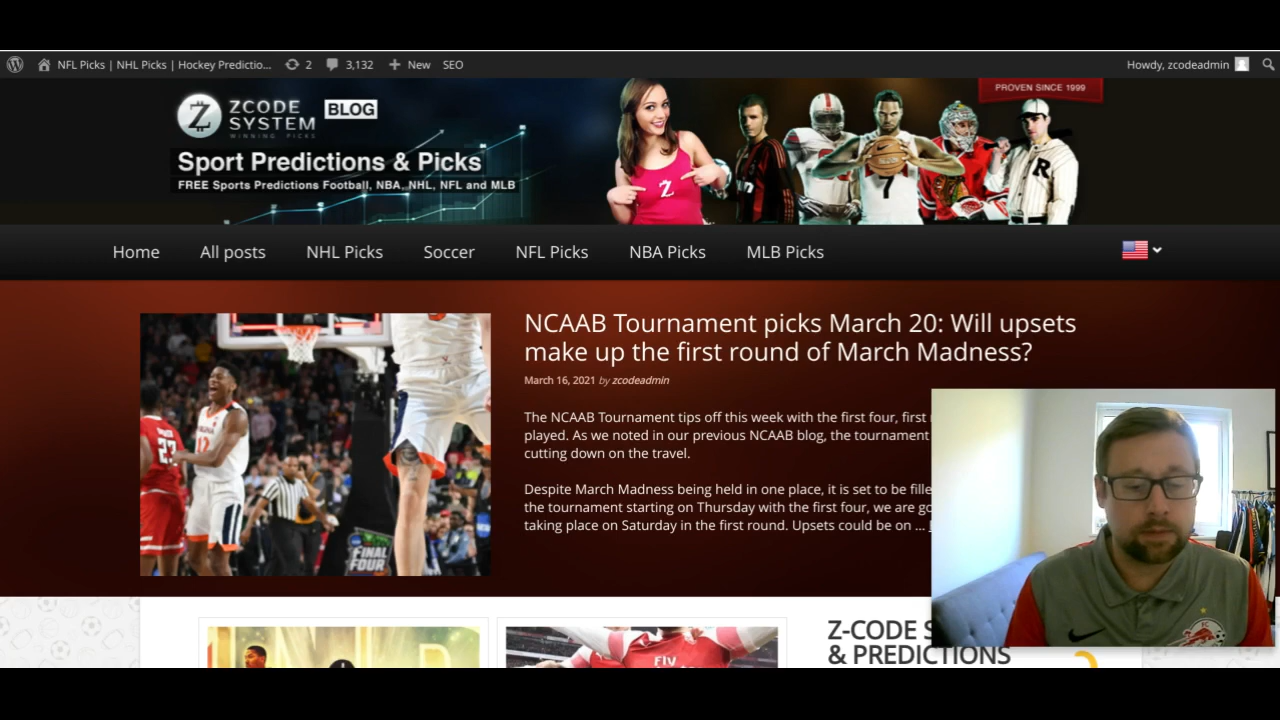 NFL Picks | NHL Picks | Hockey Predictio... 2 3,132 New SEO Howdy, zcodeadmin
PROVEN SINCE 1999
ZCODE
SYSTEM
WINNING PICKS
BLOG
Sport Predictions & Picks
FREE Sports Predictions Football, NBA, NHL, NFL and MLB
Z
7
R
Home All posts NHL Picks Soccer NFL Picks NBA Picks MLB Picks
NCAAB Tournament picks March 20: Will upsets
make up the first round of March Madness?
March 16, 2021 by zcodeadmin
The NCAAB Tournament tips off this week with the first four, first
played. As we noted in our previous NCAAB blog, the tournament
cutting down on the travel.
Despite March Madness being held in one place, it is set to be fille
the tournament starting on Thursday with the first four, we are go
taking place on Saturday in the first round. Upsets could be on ...
23
12
FINAL
FOUR
Z-CODE S
& PREDICTIONS